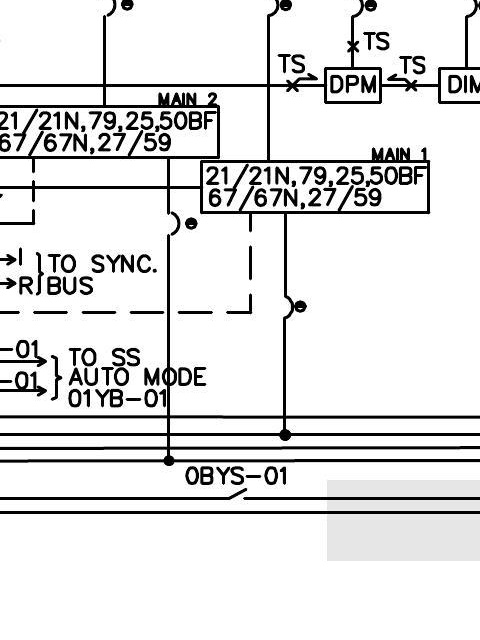 TS
TS TS
DPM DIM
MAIN 2
21/21N,79,25,50BF
67/67N,27/59
MAIN 1
21/21N,79,25,50BF
67/67N,27/59
I
TO SYNC.
R BUS
-01 TO SS
-01 AUTO MODE
01YB-01
0BYS-01